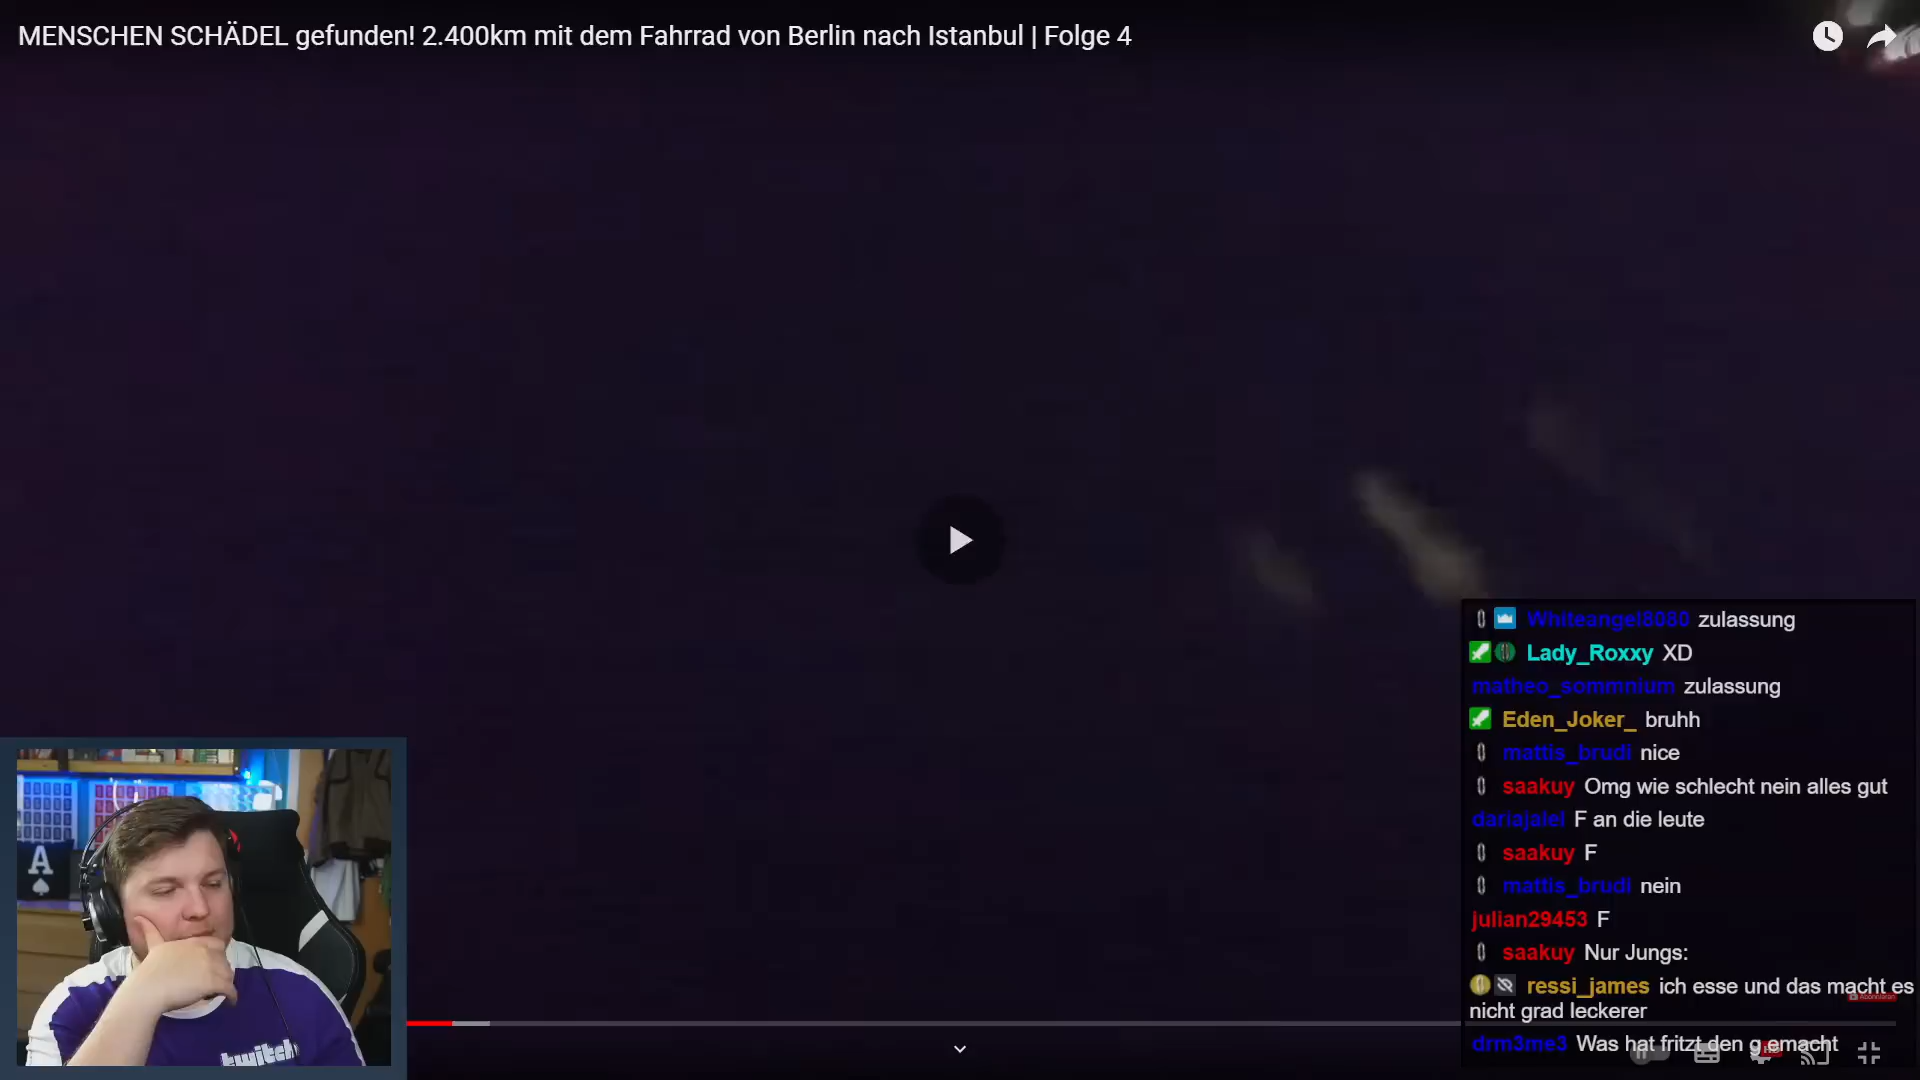 MENSCHEN SCHÄDEL gefunden! 2.400km mit dem Fahrrad von Berlin nach Istanbul | Folge 4
Whiteangel8080 zulassung
Lady_Roxxy XD
matheo_sommnium zulassung
Eden_Joker_ bruhh
mattis_brudi nice
saakuy Omg wie schlecht nein alles gut
dariajalel F an die leute
saakuy F
mattis_brudi nein
julian29453 F
saakuy Nur Jungs:
ressi_james ich esse und das macht es
nicht grad leckerer
drm3me3 Was hat fritzt den g emacht
A
twitch